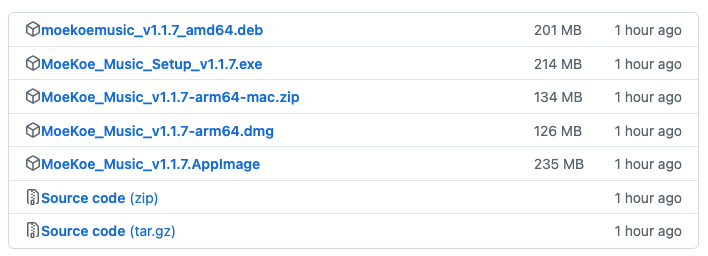 moekoemusic_v1.1.7_amd64.deb 201 MB 1 hour ago
MoeKoe_Music_Setup_v1.1.7.exe 214 MB 1 hour ago
MoeKoe_Music_v1.1.7-arm64-mac.zip 134 MB 1 hour ago
MoeKoe_Music_v1.1.7-arm64.dmg 126 MB 1 hour ago
MoeKoe_Music_v1.1.7.AppImage 235 MB 1 hour ago
Source code (zip) 1 hour ago
Source code (tar.gz) 1 hour ago